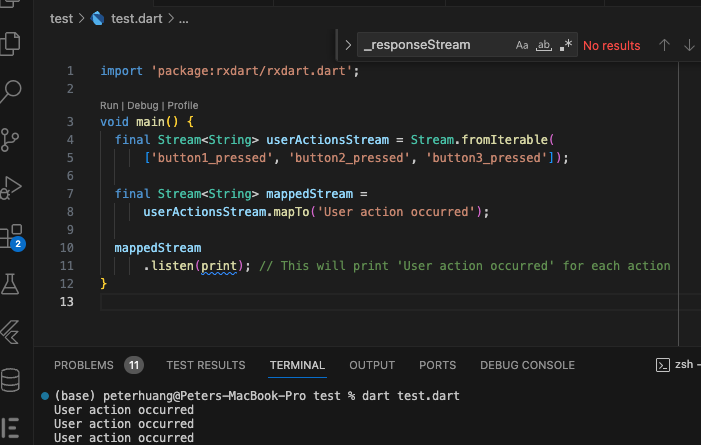 test > test.dart > ...
_responseStream Aa ab .* No results
1 import 'package:rxdart/rxdart.dart';
2
Run | Debug | Profile
3 void main() {
4 final Stream<String> userActionsStream = Stream.fromIterable(
5 ['button1_pressed', 'button2_pressed', 'button3_pressed']);
6
7 final Stream<String> mappedStream =
8 userActionsStream.mapTo('User action occurred');
9
10 mappedStream
11 .listen(print); // This will print 'User action occurred' for each action
12 }
13
2
PROBLEMS 11 TEST RESULTS TERMINAL OUTPUT PORTS DEBUG CONSOLE zsh -
(base) peterhuang@Peters-MacBook-Pro test % dart test.dart
User action occurred
User action occurred
User action occurred